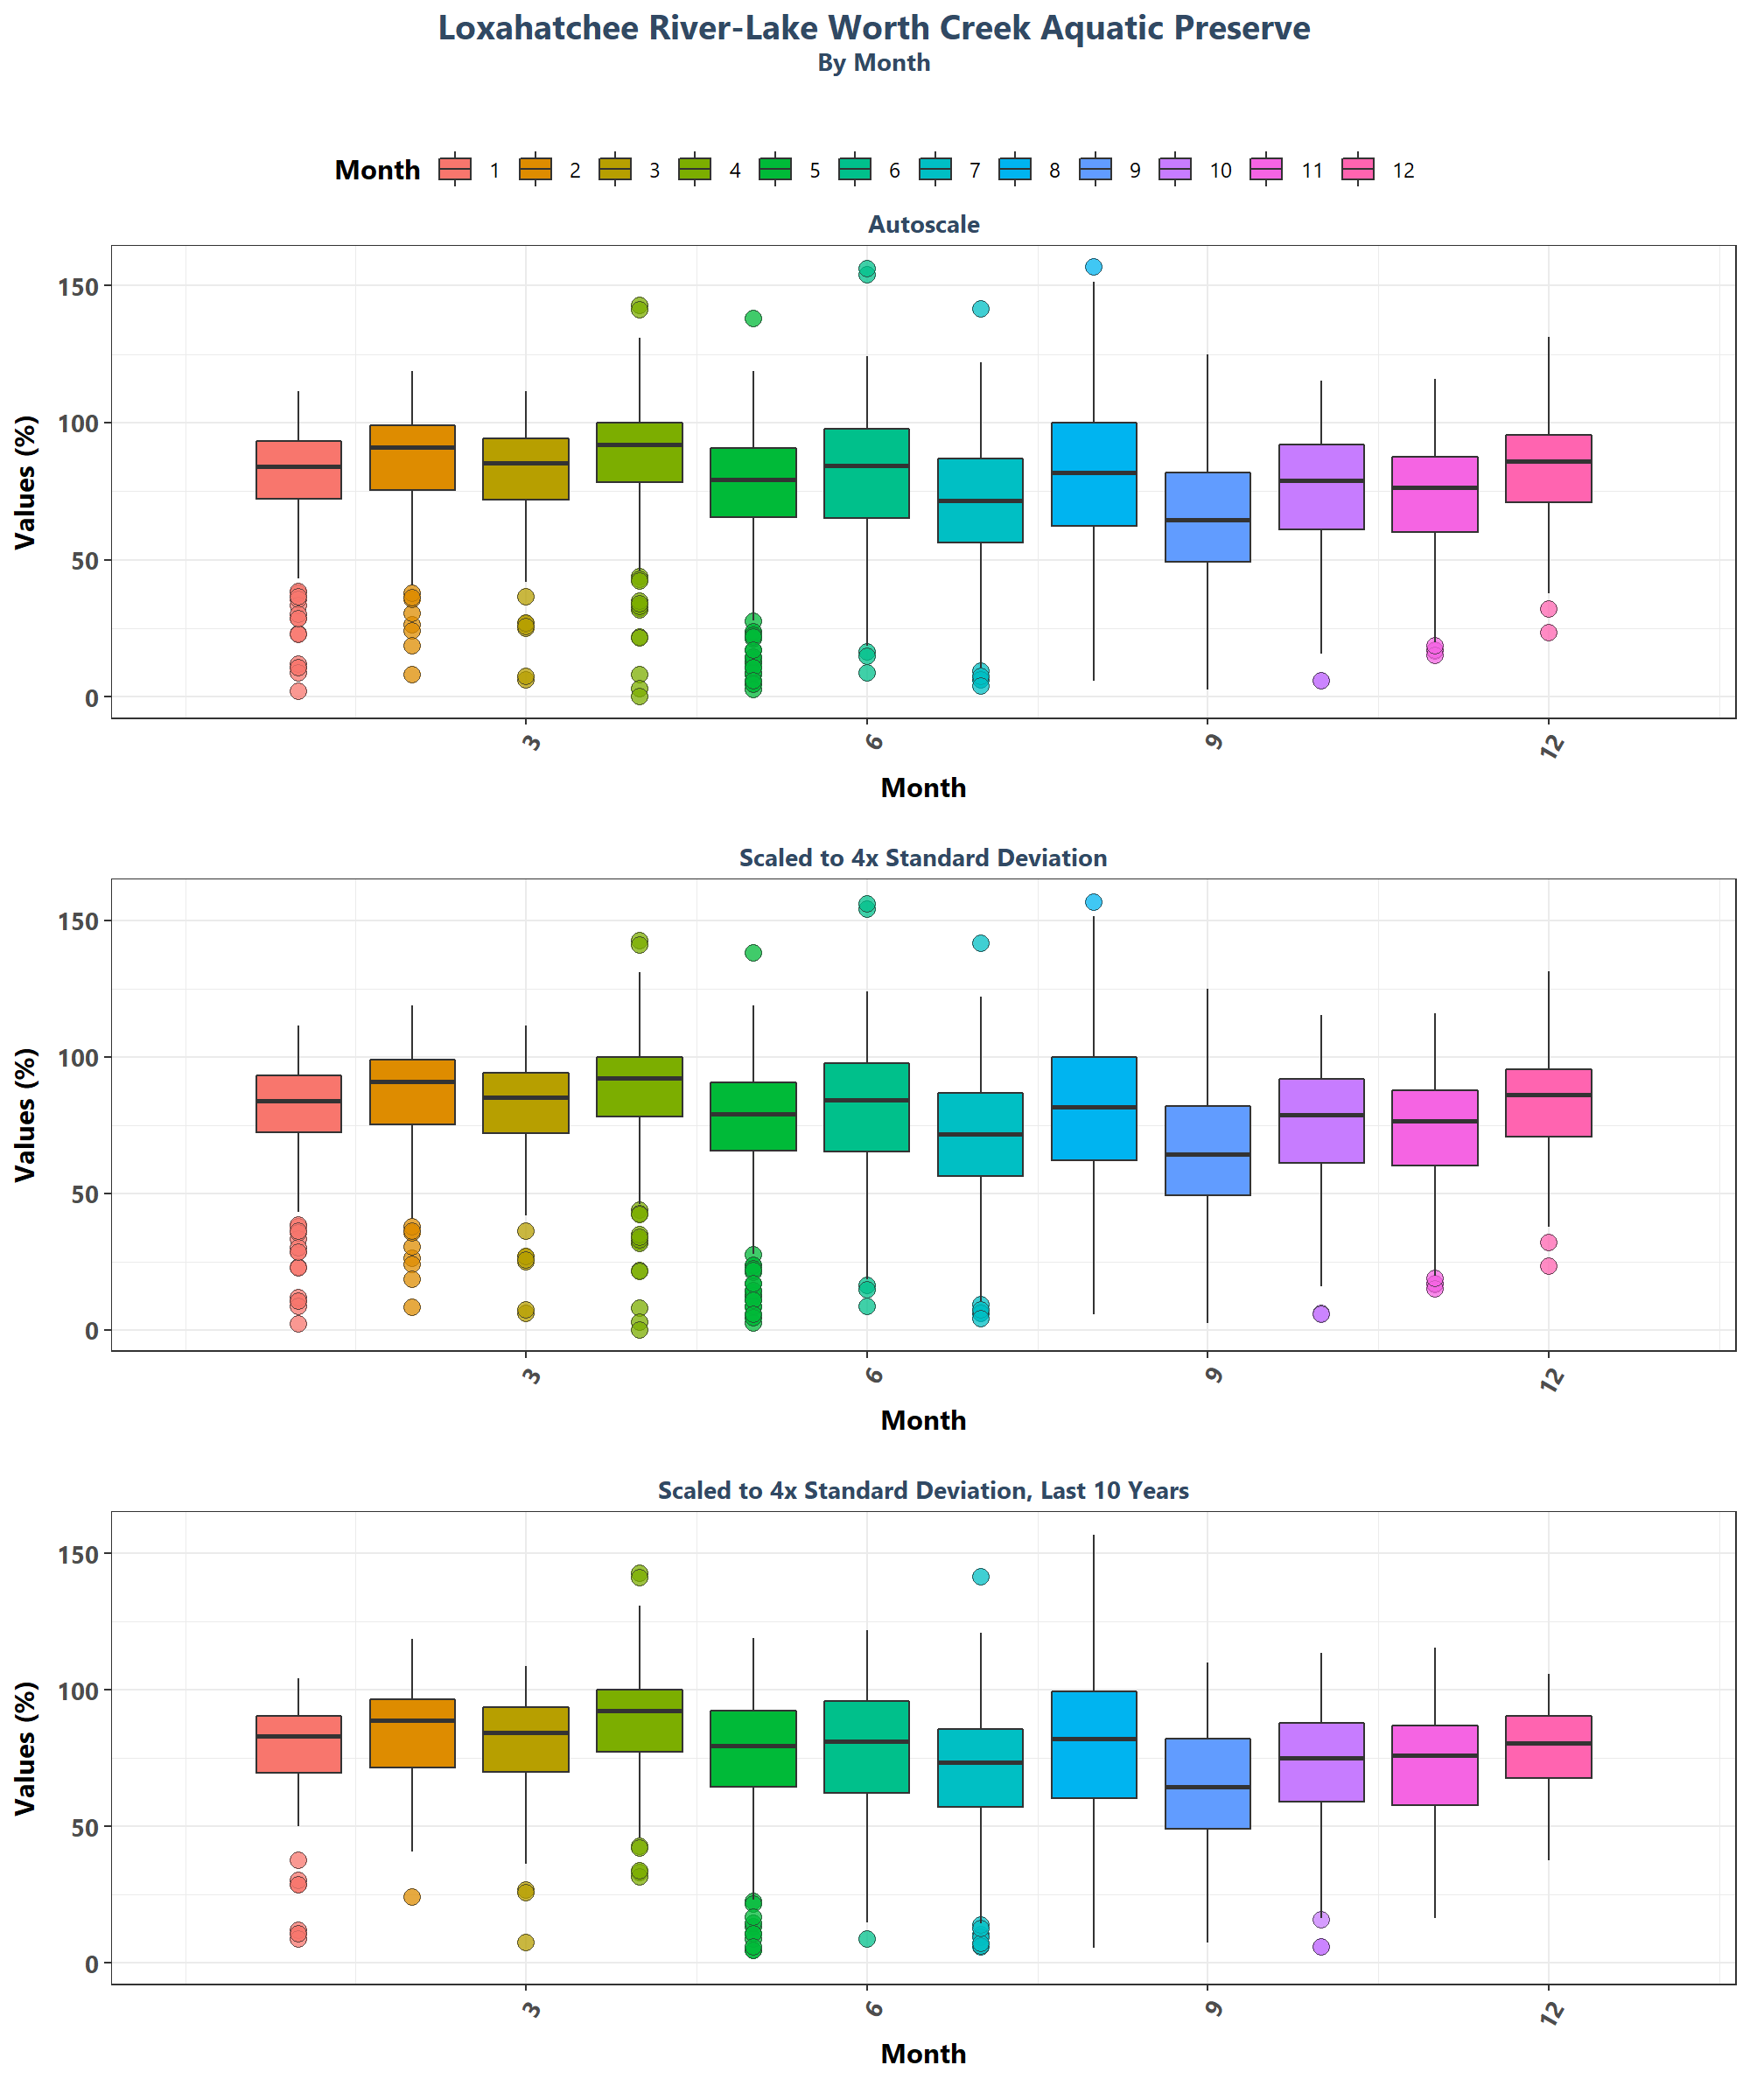 Loxahatchee River-Lake Worth Creek Aquatic Preserve
By Month
Month 1 2 3 4 5 6 7 8 9 10 11 12
Autoscale
Values (%)
150
100
50
0
3 6 9 12
Month
Scaled to 4x Standard Deviation
Values (%)
150
100
50
0
3 6 9 12
Month
Scaled to 4x Standard Deviation, Last 10 Years
Values (%)
150
100
50
0
3 6 9 12
Month